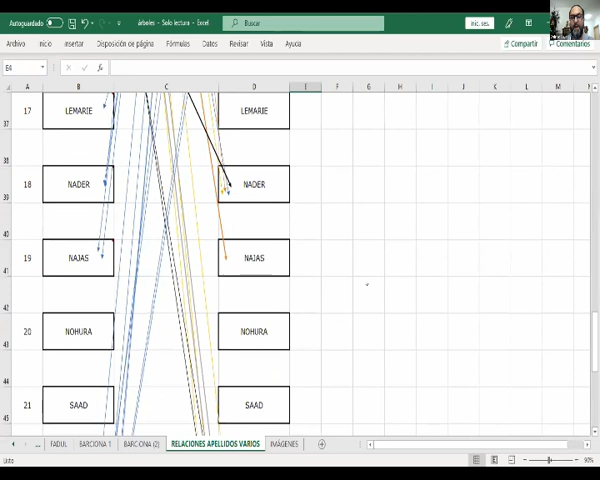 Autoguardado
árboles - Solo lectura - Excel
Buscar
inic. ses.
Archivo Inicio Insertar Disposición de página Fórmulas Datos Revisar Vista Ayuda
Compartir Comentarios
E4 fx
A B C D E F G H I J K L M N
17 LEMARIE LEMARIE
37
38
18 NADER NADER
39
40
19 NAJAS NAJAS
41
42
20 NOHURA NOHURA
43
44
21 SAAD SAAD
45
... FADUL BARCIONA 1 BARCIONA (2) RELACIONES APELLIDOS VARIOS IMÁGENES
Listo
90%